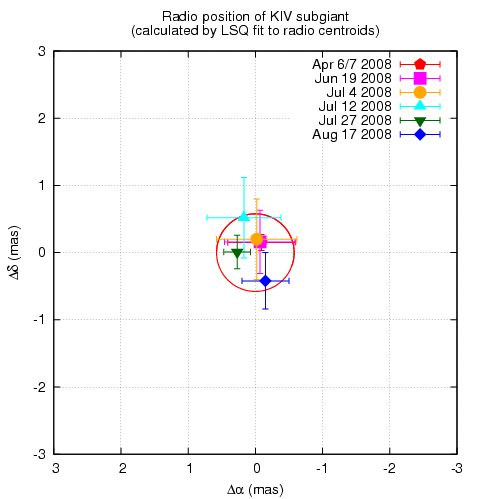 Radio position of KIV subgiant
(calculated by LSQ fit to radio centroids)
Apr 6/7 2008
Jun 19 2008
Jul 4 2008
Jul 12 2008
Jul 27 2008
Aug 17 2008
3
2
1
0
-1
-2
-3
Δδ (mas)
3
2
1
0
-1
-2
-3
Δα (mas)